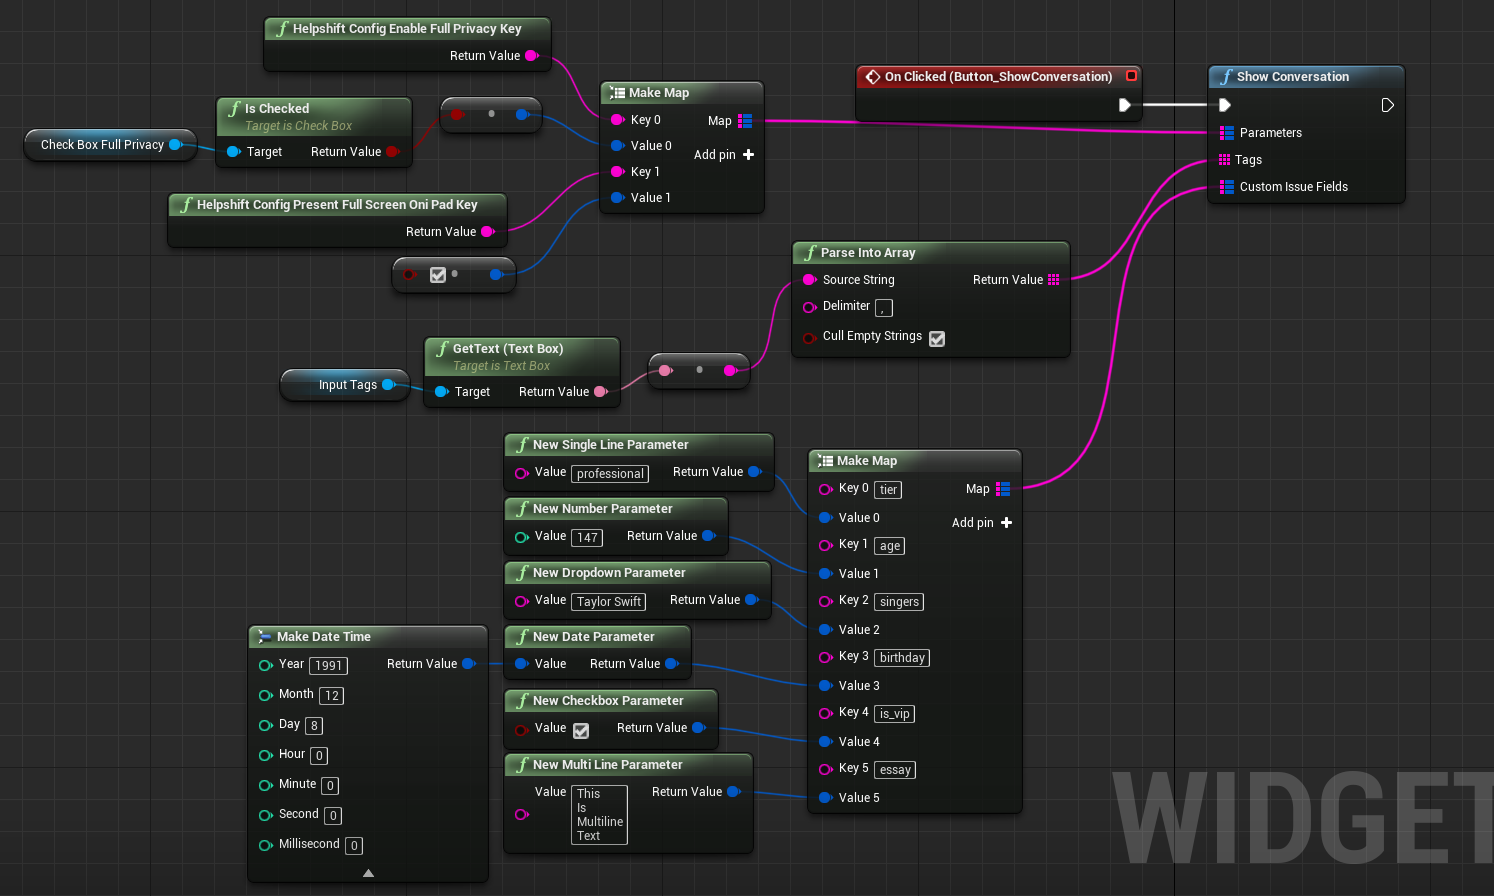 Helpshift Config Enable Full Privacy Key
Return Value
Is Checked
Target is Check Box
Target
Return Value
Check Box Full Privacy
Helpshift Config Present Full Screen Oni Pad Key
Return Value
Make Map
Key 0
Map
Value 0
Add pin
Key 1
Value 1
On Clicked (Button_ShowConversation)
Show Conversation
Parameters
Tags
Custom Issue Fields
Parse Into Array
Source String
Return Value
Delimiter ,
Cull Empty Strings
GetText (Text Box)
Target is Text Box
Target
Return Value
Input Tags
New Single Line Parameter
Value professional
Return Value
New Number Parameter
Value 147
Return Value
New Dropdown Parameter
Value Taylor Swift
Return Value
Make Date Time
Year 1991
Return Value
Month 12
Day 8
Hour 0
Minute 0
Second 0
Millisecond 0
New Date Parameter
Value
Return Value
New Checkbox Parameter
Value
Return Value
New Multi Line Parameter
Value
This
Is
Multiline
Text
Return Value
Make Map
Key 0 tier
Map
Value 0
Add pin
Key 1 age
Value 1
Key 2 singers
Value 2
Key 3 birthday
Value 3
Key 4 is_vip
Value 4
Key 5 essay
Value 5
WIDGET